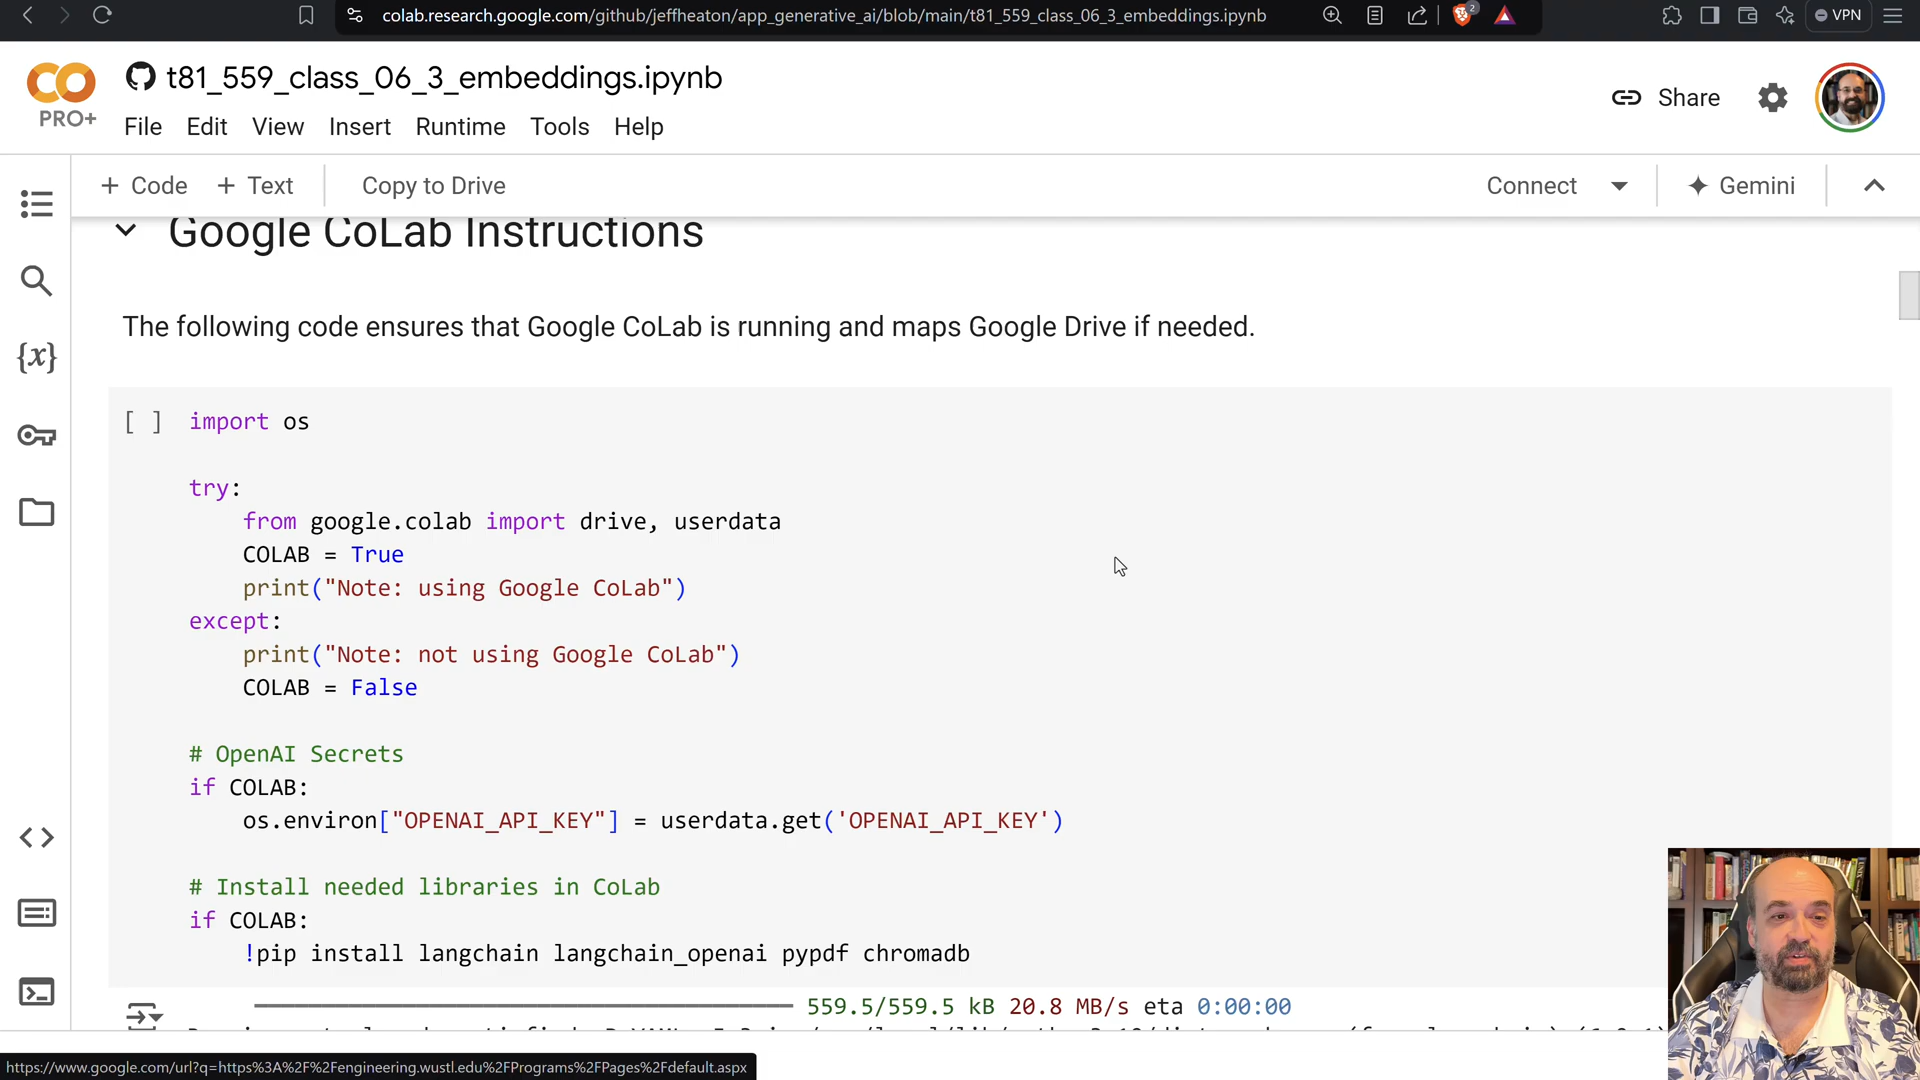 colab.research.google.com/github/jeffheaton/app_generative_ai/blob/main/t81_559_class_06_3_embeddings.ipynb
2
VPN
t81_559_class_06_3_embeddings.ipynb
PRO+
File Edit View Insert Runtime Tools Help
Share
+ Code + Text Copy to Drive
Connect Gemini
Google CoLab Instructions
The following code ensures that Google CoLab is running and maps Google Drive if needed.
[ ] import os
try:
from google.colab import drive, userdata
COLAB = True
print("Note: using Google CoLab")
except:
print("Note: not using Google CoLab")
COLAB = False
# OpenAI Secrets
if COLAB:
os.environ["OPENAI_API_KEY"] = userdata.get('OPENAI_API_KEY')
# Install needed libraries in CoLab
if COLAB:
!pip install langchain langchain_openai pypdf chromadb
559.5/559.5 kB 20.8 MB/s eta 0:00:00
https://www.google.com/url?q=https%3A%2F%2Fengineering.wustl.edu%2FPrograms%2FPages%2Fdefault.aspx